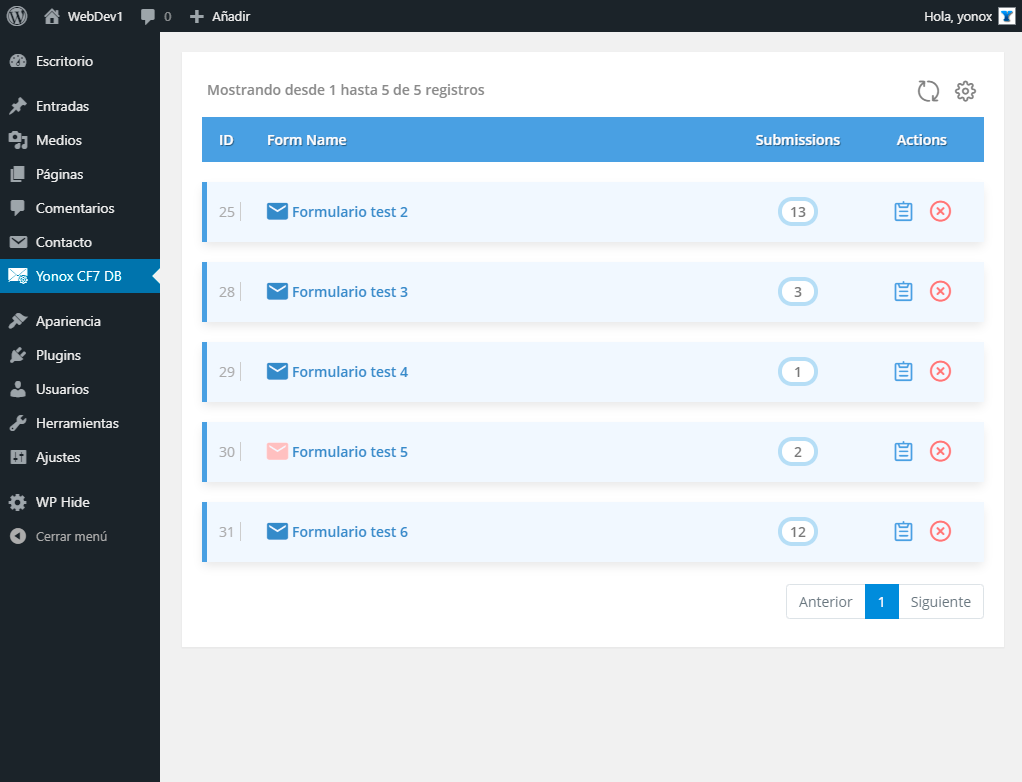 WebDev1 0 Añadir Hola, yonox
Escritorio
Entradas
Medios
Páginas
Comentarios
Contacto
Yonox CF7 DB
Apariencia
Plugins
Usuarios
Herramientas
Ajustes
WP Hide
Cerrar menú
Mostrando desde 1 hasta 5 de 5 registros
ID Form Name Submissions Actions
25 Formulario test 2 13
28 Formulario test 3 3
29 Formulario test 4 1
30 Formulario test 5 2
31 Formulario test 6 12
Anterior 1 Siguiente